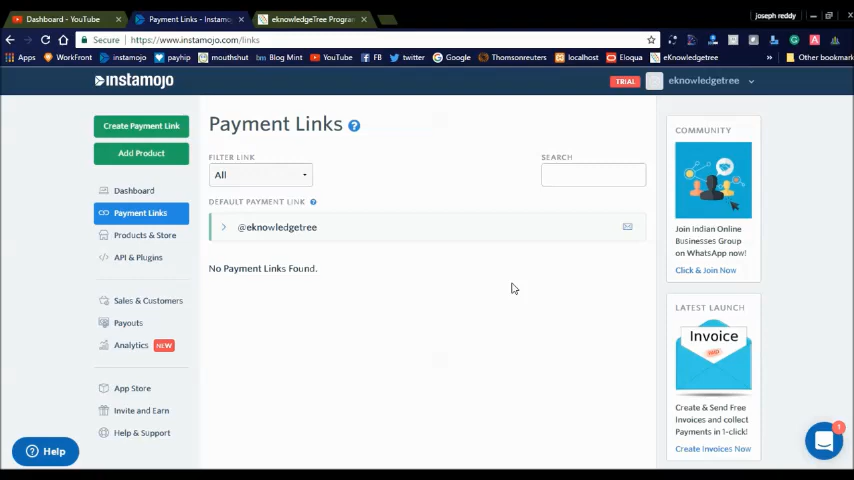 Dashboard - YouTube
Payment Links - Instamo
eknowledgeTree Program
joseph reddy
Secure
https://www.instamojo.com/links
Apps
WorkFront
instamojo
payhip
mouthshut
Blog Mint
YouTube
FB
twitter
Google
Thomsonreuters
localhost
Eloqua
eKnowledgetree
»
Other bookmark
INSTAMOJO
TRIAL
eknowledgetree
Create Payment Link
Add Product
Dashboard
Payment Links
Products & Store
API & Plugins
Sales & Customers
Payouts
Analytics NEW
App Store
Invite and Earn
Help & Support
Help
Payment Links ?
FILTER LINK
All
SEARCH
DEFAULT PAYMENT LINK ?
@eknowledgetree
No Payment Links Found.
COMMUNITY
Join Indian Online
Businesses Group
on WhatsApp now!
Click & Join Now
LATEST LAUNCH
Invoice
Create & Send Free
Invoices and collect
Payments in 1-click!
Create Invoices Now
1